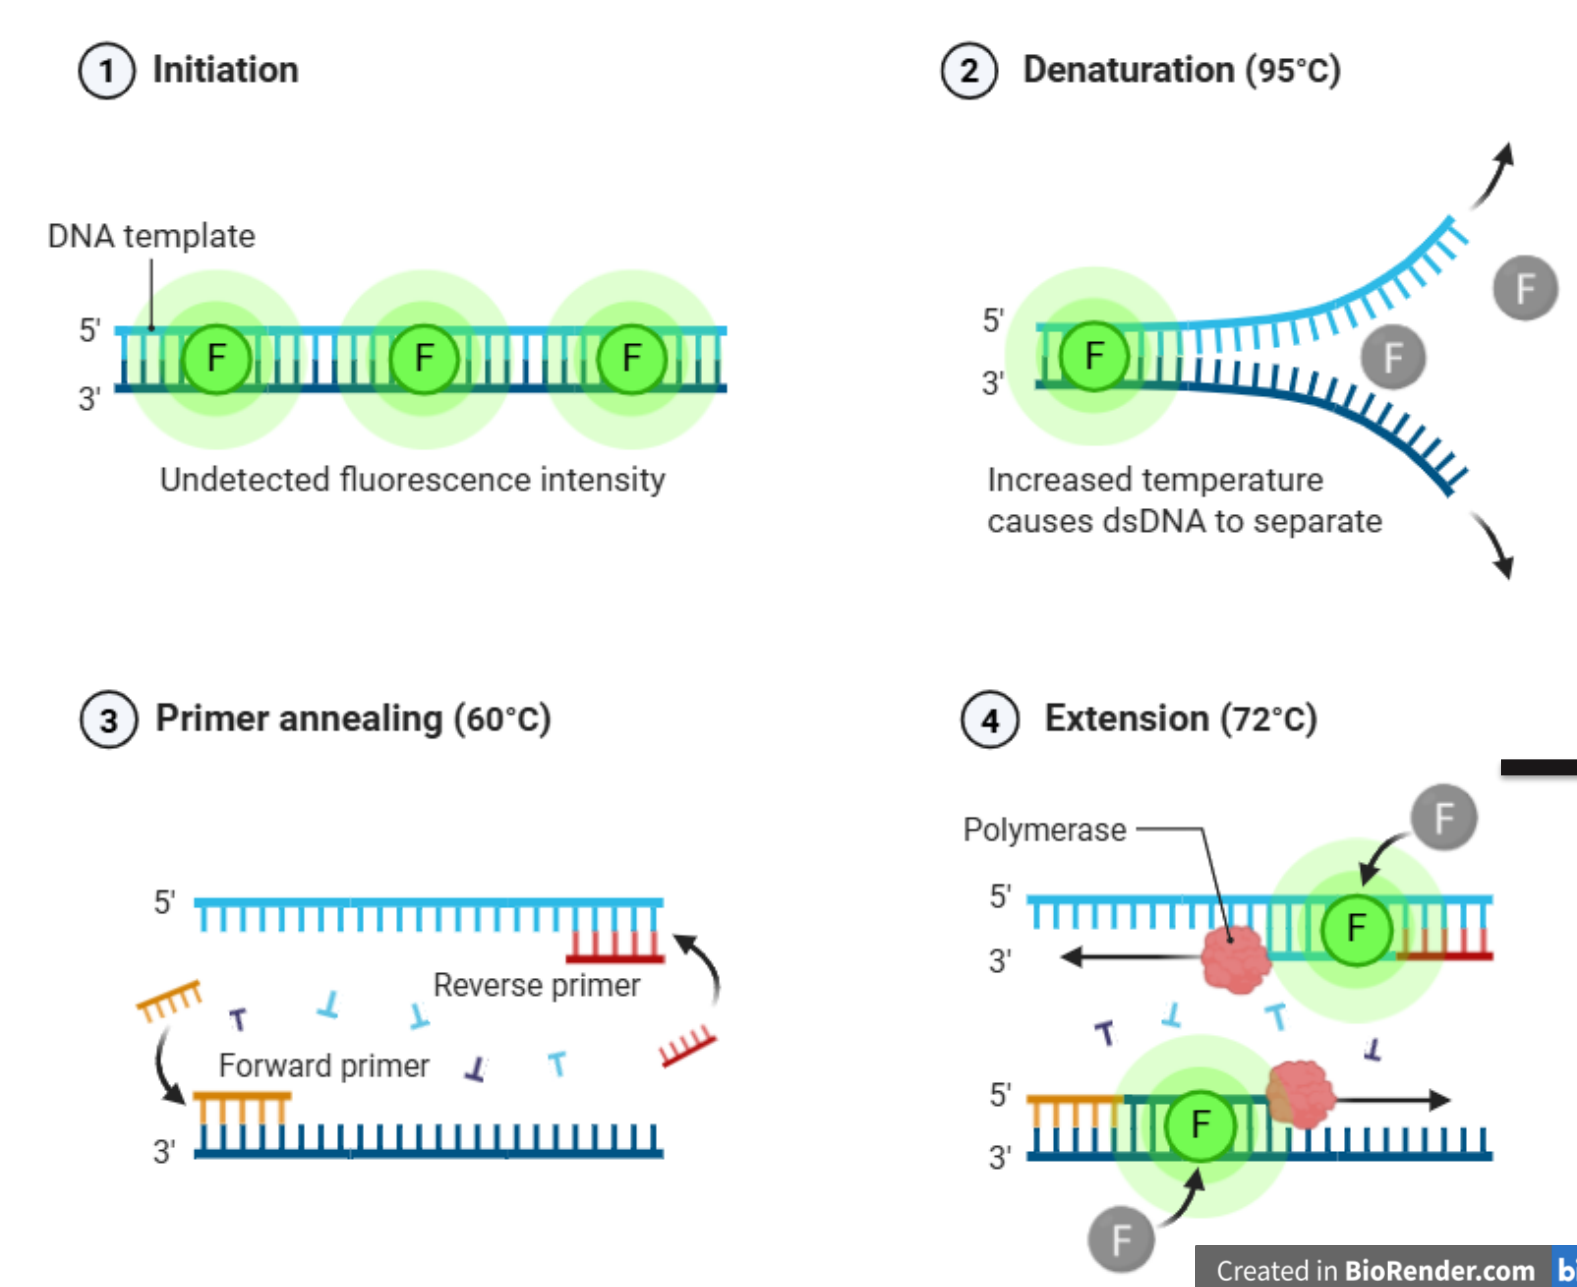 1 Initiation
DNA template
5'
3'
F F F
Undetected fluorescence intensity
2 Denaturation (95°C)
5'
3'
F
F
F
Increased temperature
causes dsDNA to separate
3 Primer annealing (60°C)
5'
Reverse primer
Forward primer
3'
4 Extension (72°C)
Polymerase
F
5'
3'
F
5'
3'
F
F
Created in BioRender.com